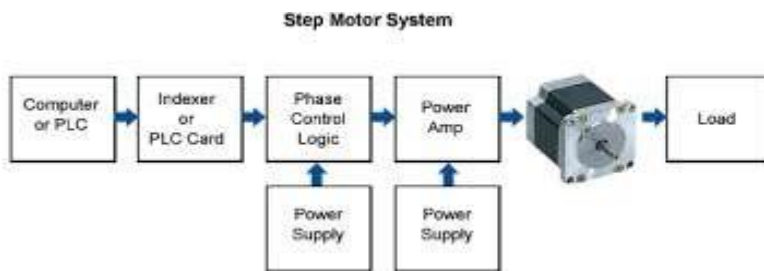 Step Motor System
Computer
or PLC
Indexer
or
PLC Card
Phase
Control
Logic
Power
Amp
Load
Power
Supply
Power
Supply